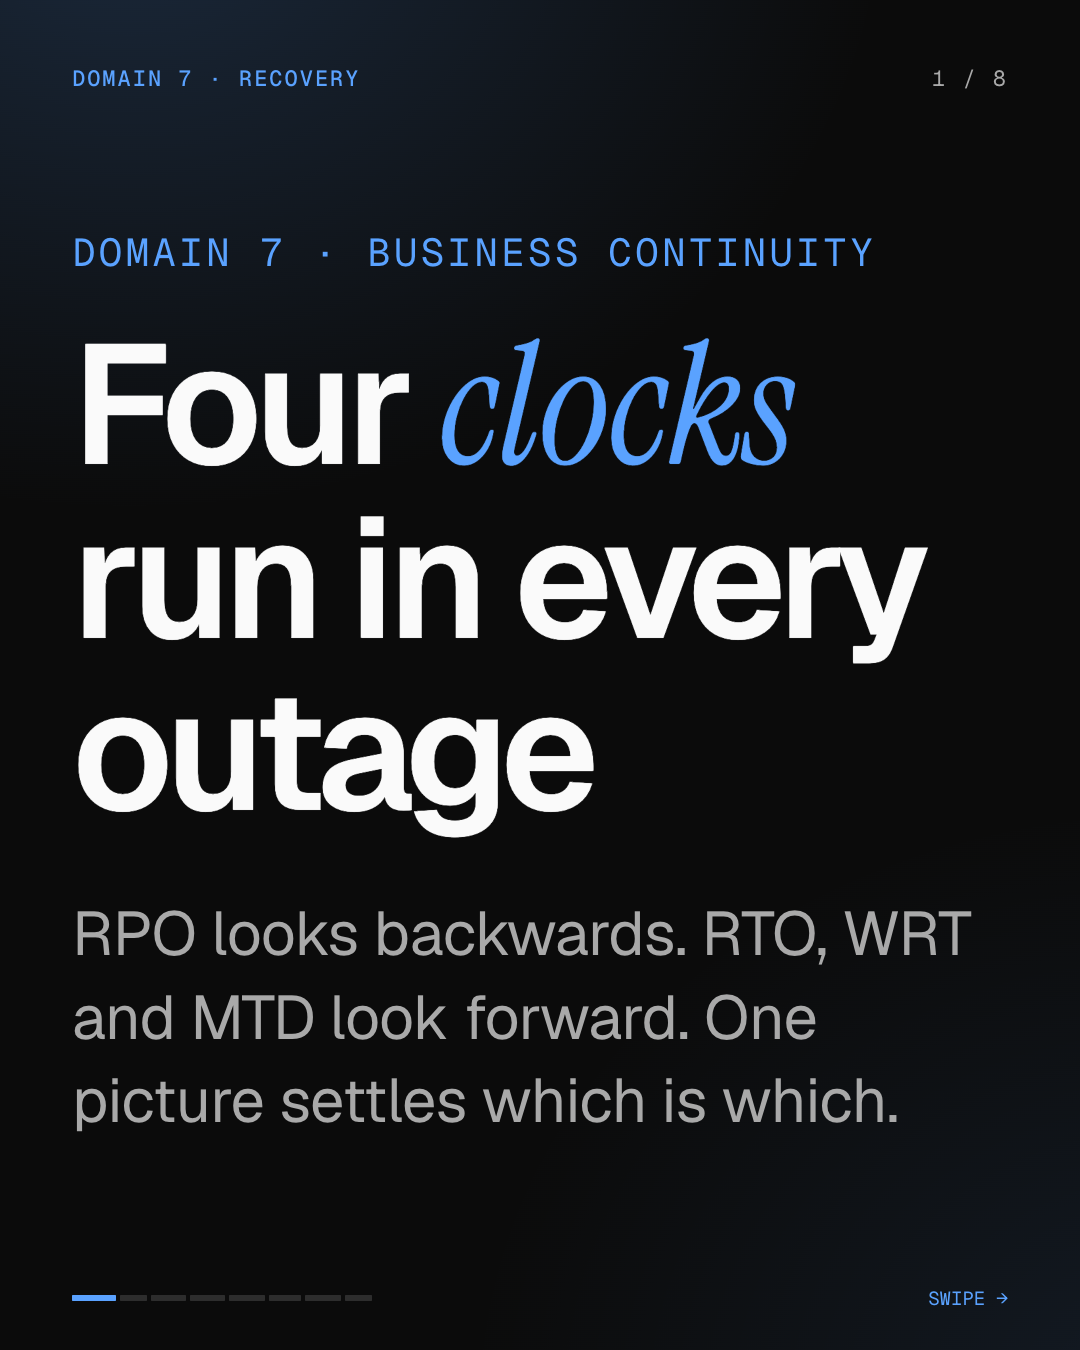 DOMAIN 7 · RECOVERY
1 / 8
DOMAIN 7 · BUSINESS CONTINUITY
Four clocks
run in every
outage
RPO looks backwards. RTO, WRT
and MTD look forward. One
picture settles which is which.
SWIPE →